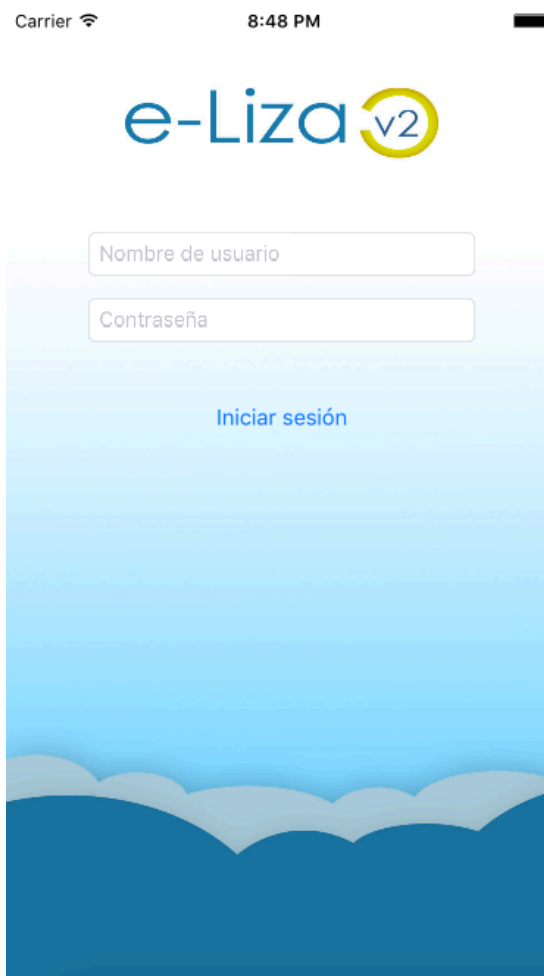 Carrier
8:48 PM
e-Liza v2
Nombre de usuario
Contraseña
Iniciar sesión